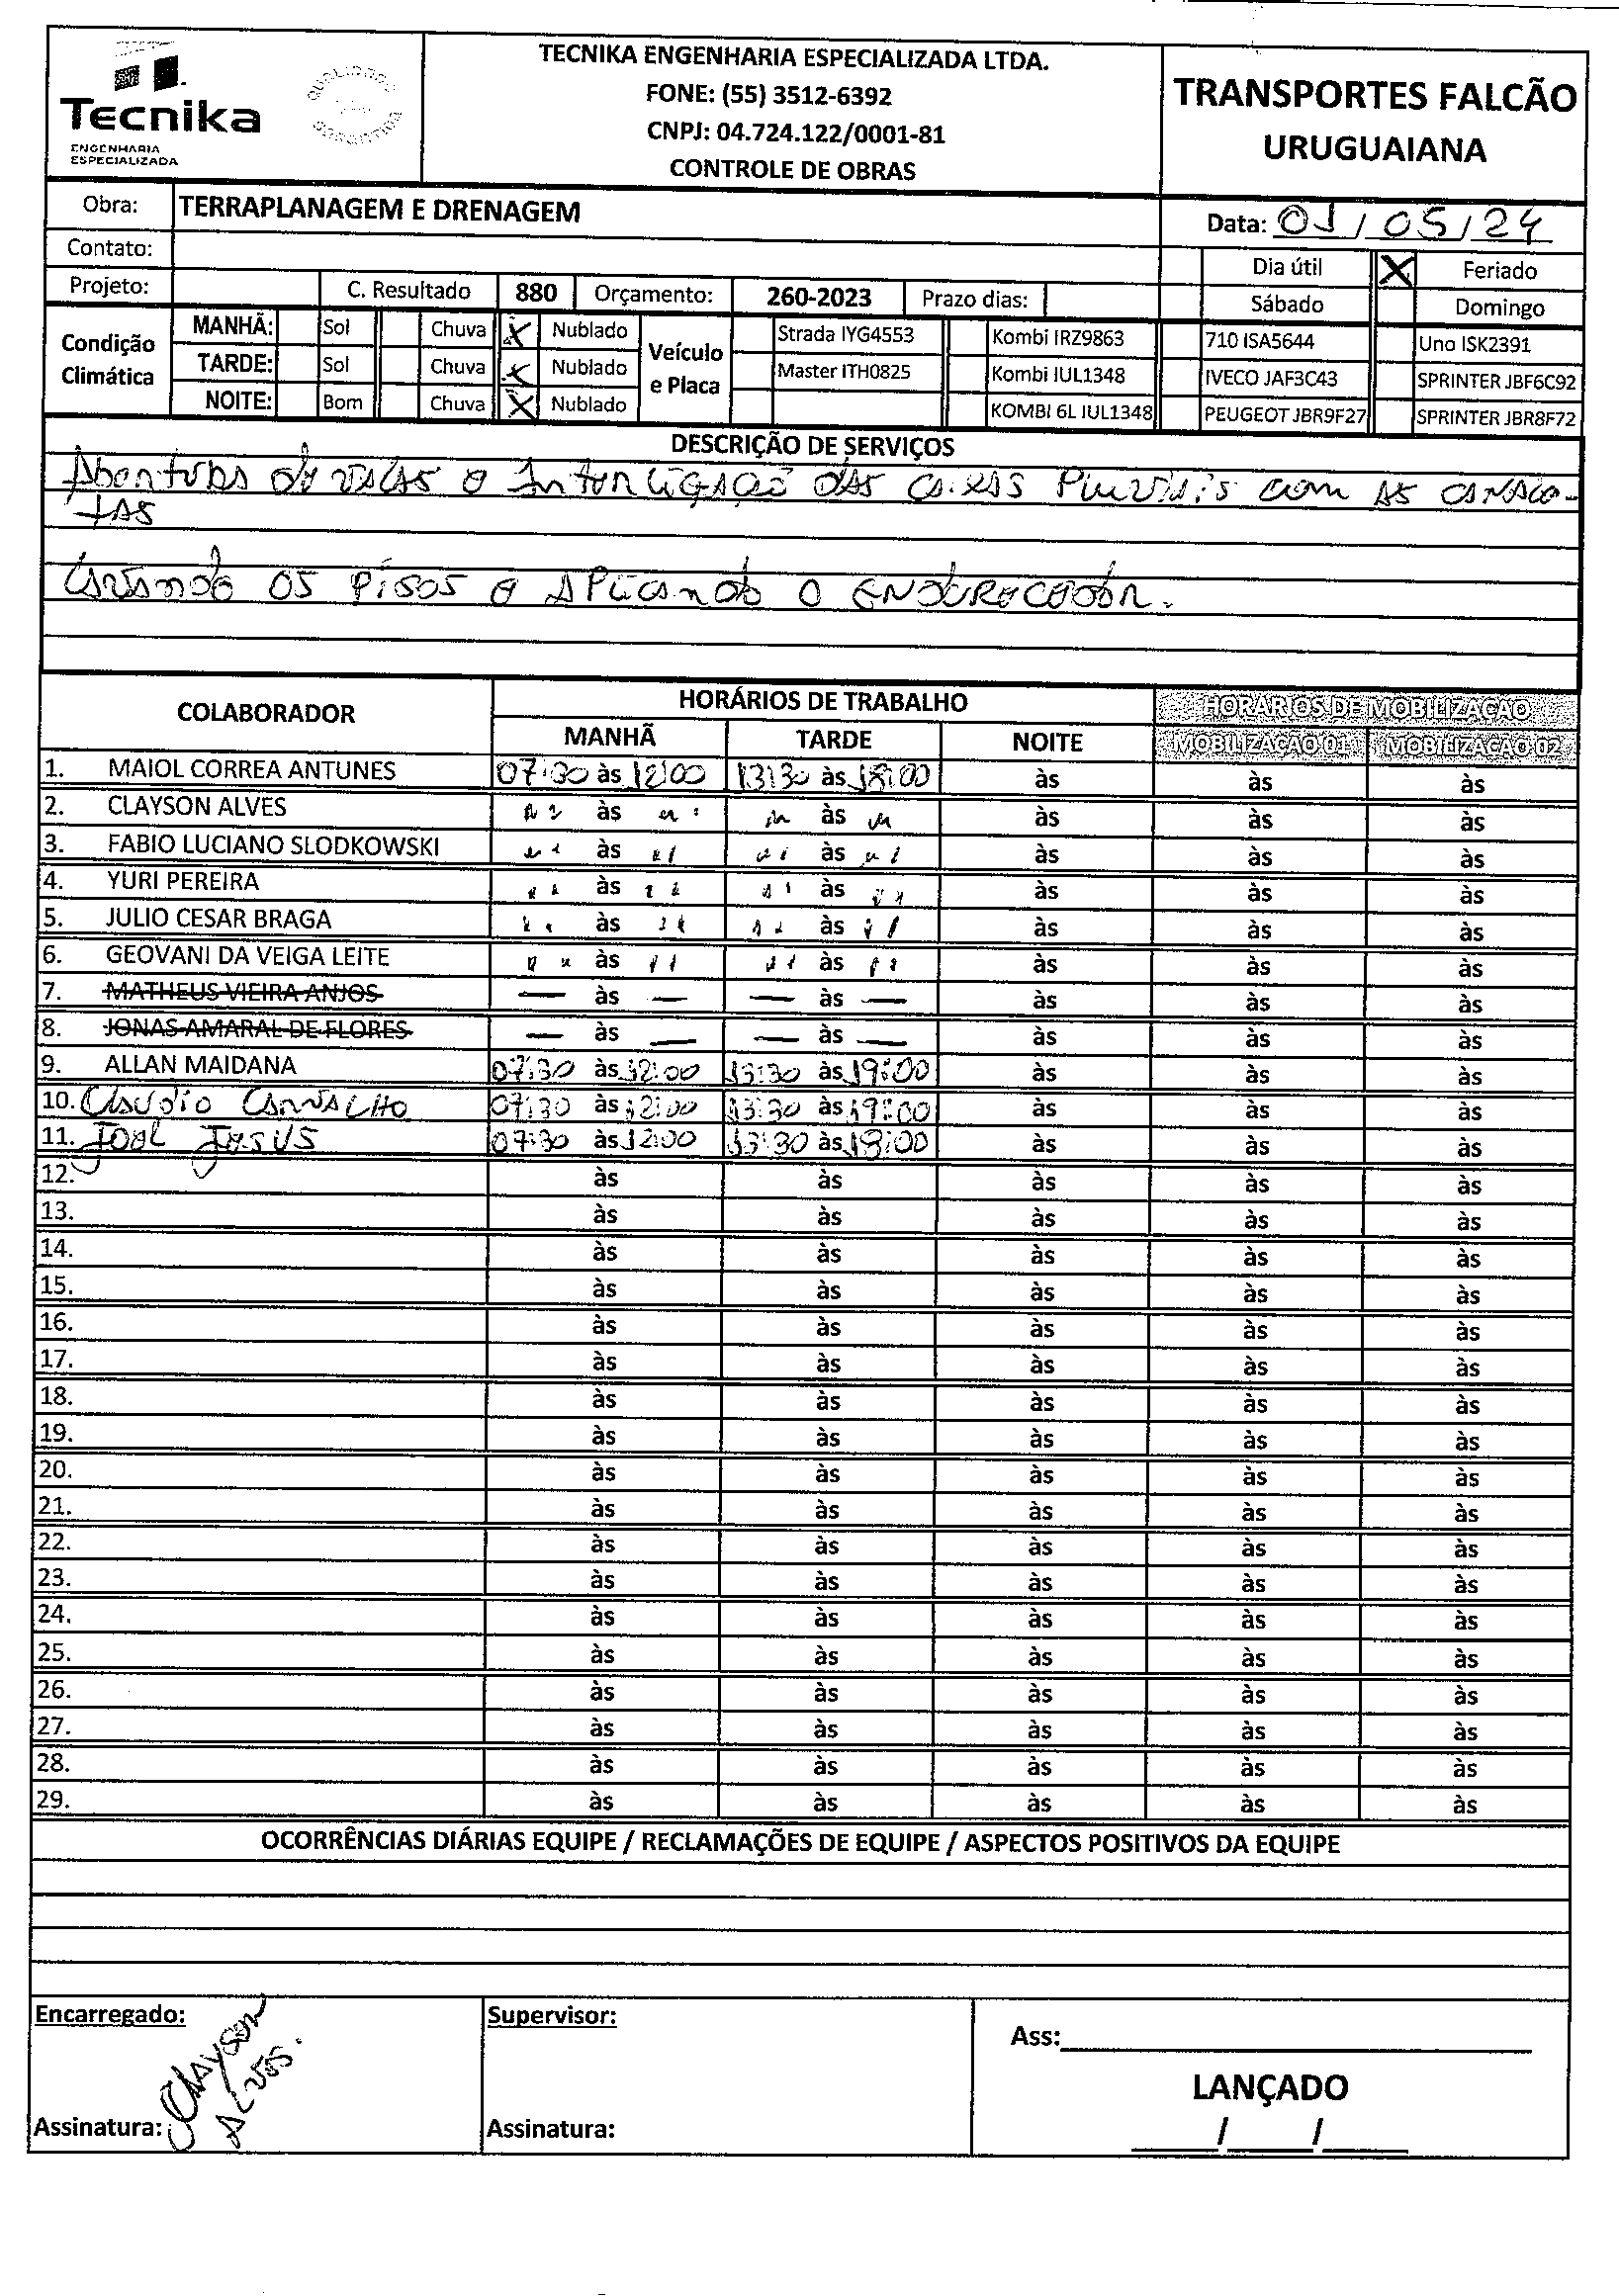 Tecnika
ENGENHARIA
ESPECIALIZADA
TECNIKA ENGENHARIA ESPECIALIZADA LTDA.
FONE: (55) 3512-6392
CNPJ: 04.724.122/0001-81
CONTROLE DE OBRAS
TRANSPORTES FALCÃO
URUGUAIANA
Obra: TERRAPLANAGEM E DRENAGEM
Data: 01/05/24
Contato:
Dia útil X Feriado
Projeto: C. Resultado 880 Orçamento: 260-2023 Prazo dias:
Sábado Domingo
Condição Climática
MANHÃ: Sol Chuva X Nublado
TARDE: Sol Chuva X Nublado
NOITE: Bom Chuva X Nublado
Veículo e Placa
Strada IYG4553 Kombi IRZ9863 710 ISA5644 Uno ISK2391
Master ITH0825 Kombi IUL1348 IVECO JAF3C43 SPRINTER JBF6C92
KOMBI 6L IUL1348 PEUGEOT JBR9F27 SPRINTER JBR8F72
DESCRIÇÃO DE SERVIÇOS
Aberturas de valas e Interligação das caixas Pluviais com as canale-
tas
os Pisos e Aplicando o ENDURECEDOR.
COLABORADOR HORÁRIOS DE TRABALHO HORÁRIOS DE MOBILIZAÇÃO
MANHÃ TARDE NOITE MOBILIZAÇÃO 01 MOBILIZAÇÃO 02
1. MAIOL CORREA ANTUNES 07:30 às 12:00 13:30 às 18:00 às às às
2. CLAYSON ALVES " às " " às " às às às
3. FABIO LUCIANO SLODKOWSKI " às " " às " às às às
4. YURI PEREIRA " às " " às " às às às
5. JULIO CESAR BRAGA " às " " às " às às às
6. GEOVANI DA VEIGA LEITE " às " " às " às às às
7. MATHEUS VIEIRA ANJOS — às — — às — às às às
8. JONAS AMARAL DE FLORES — às — — às — às às às
9. ALLAN MAIDANA 07:30 às 12:00 13:30 às 19:00 às às às
10. Claudio Carvalho 07:30 às 12:00 13:30 às 19:00 às às às
11. Joel Jesus 07:30 às 12:00 13:30 às às às às
12. às às às às às
13. às às às às às
14. às às às às às
15. às às às às às
16. às às às às às
17. às às às às às
18. às às às às às
19. às às às às às
20. às às às às às
21. às às às às às
22. às às às às às
23. às às às às às
24. às às às às às
25. às às às às às
26. às às às às às
27. às às às às às
28. às às às às às
29. às às às às às
OCORRÊNCIAS DIÁRIAS EQUIPE / RECLAMAÇÕES DE EQUIPE / ASPECTOS POSITIVOS DA EQUIPE
Encarregado: Supervisor:
Ass:
LANÇADO
Assinatura: Clayson Alves. Assinatura:
/ /